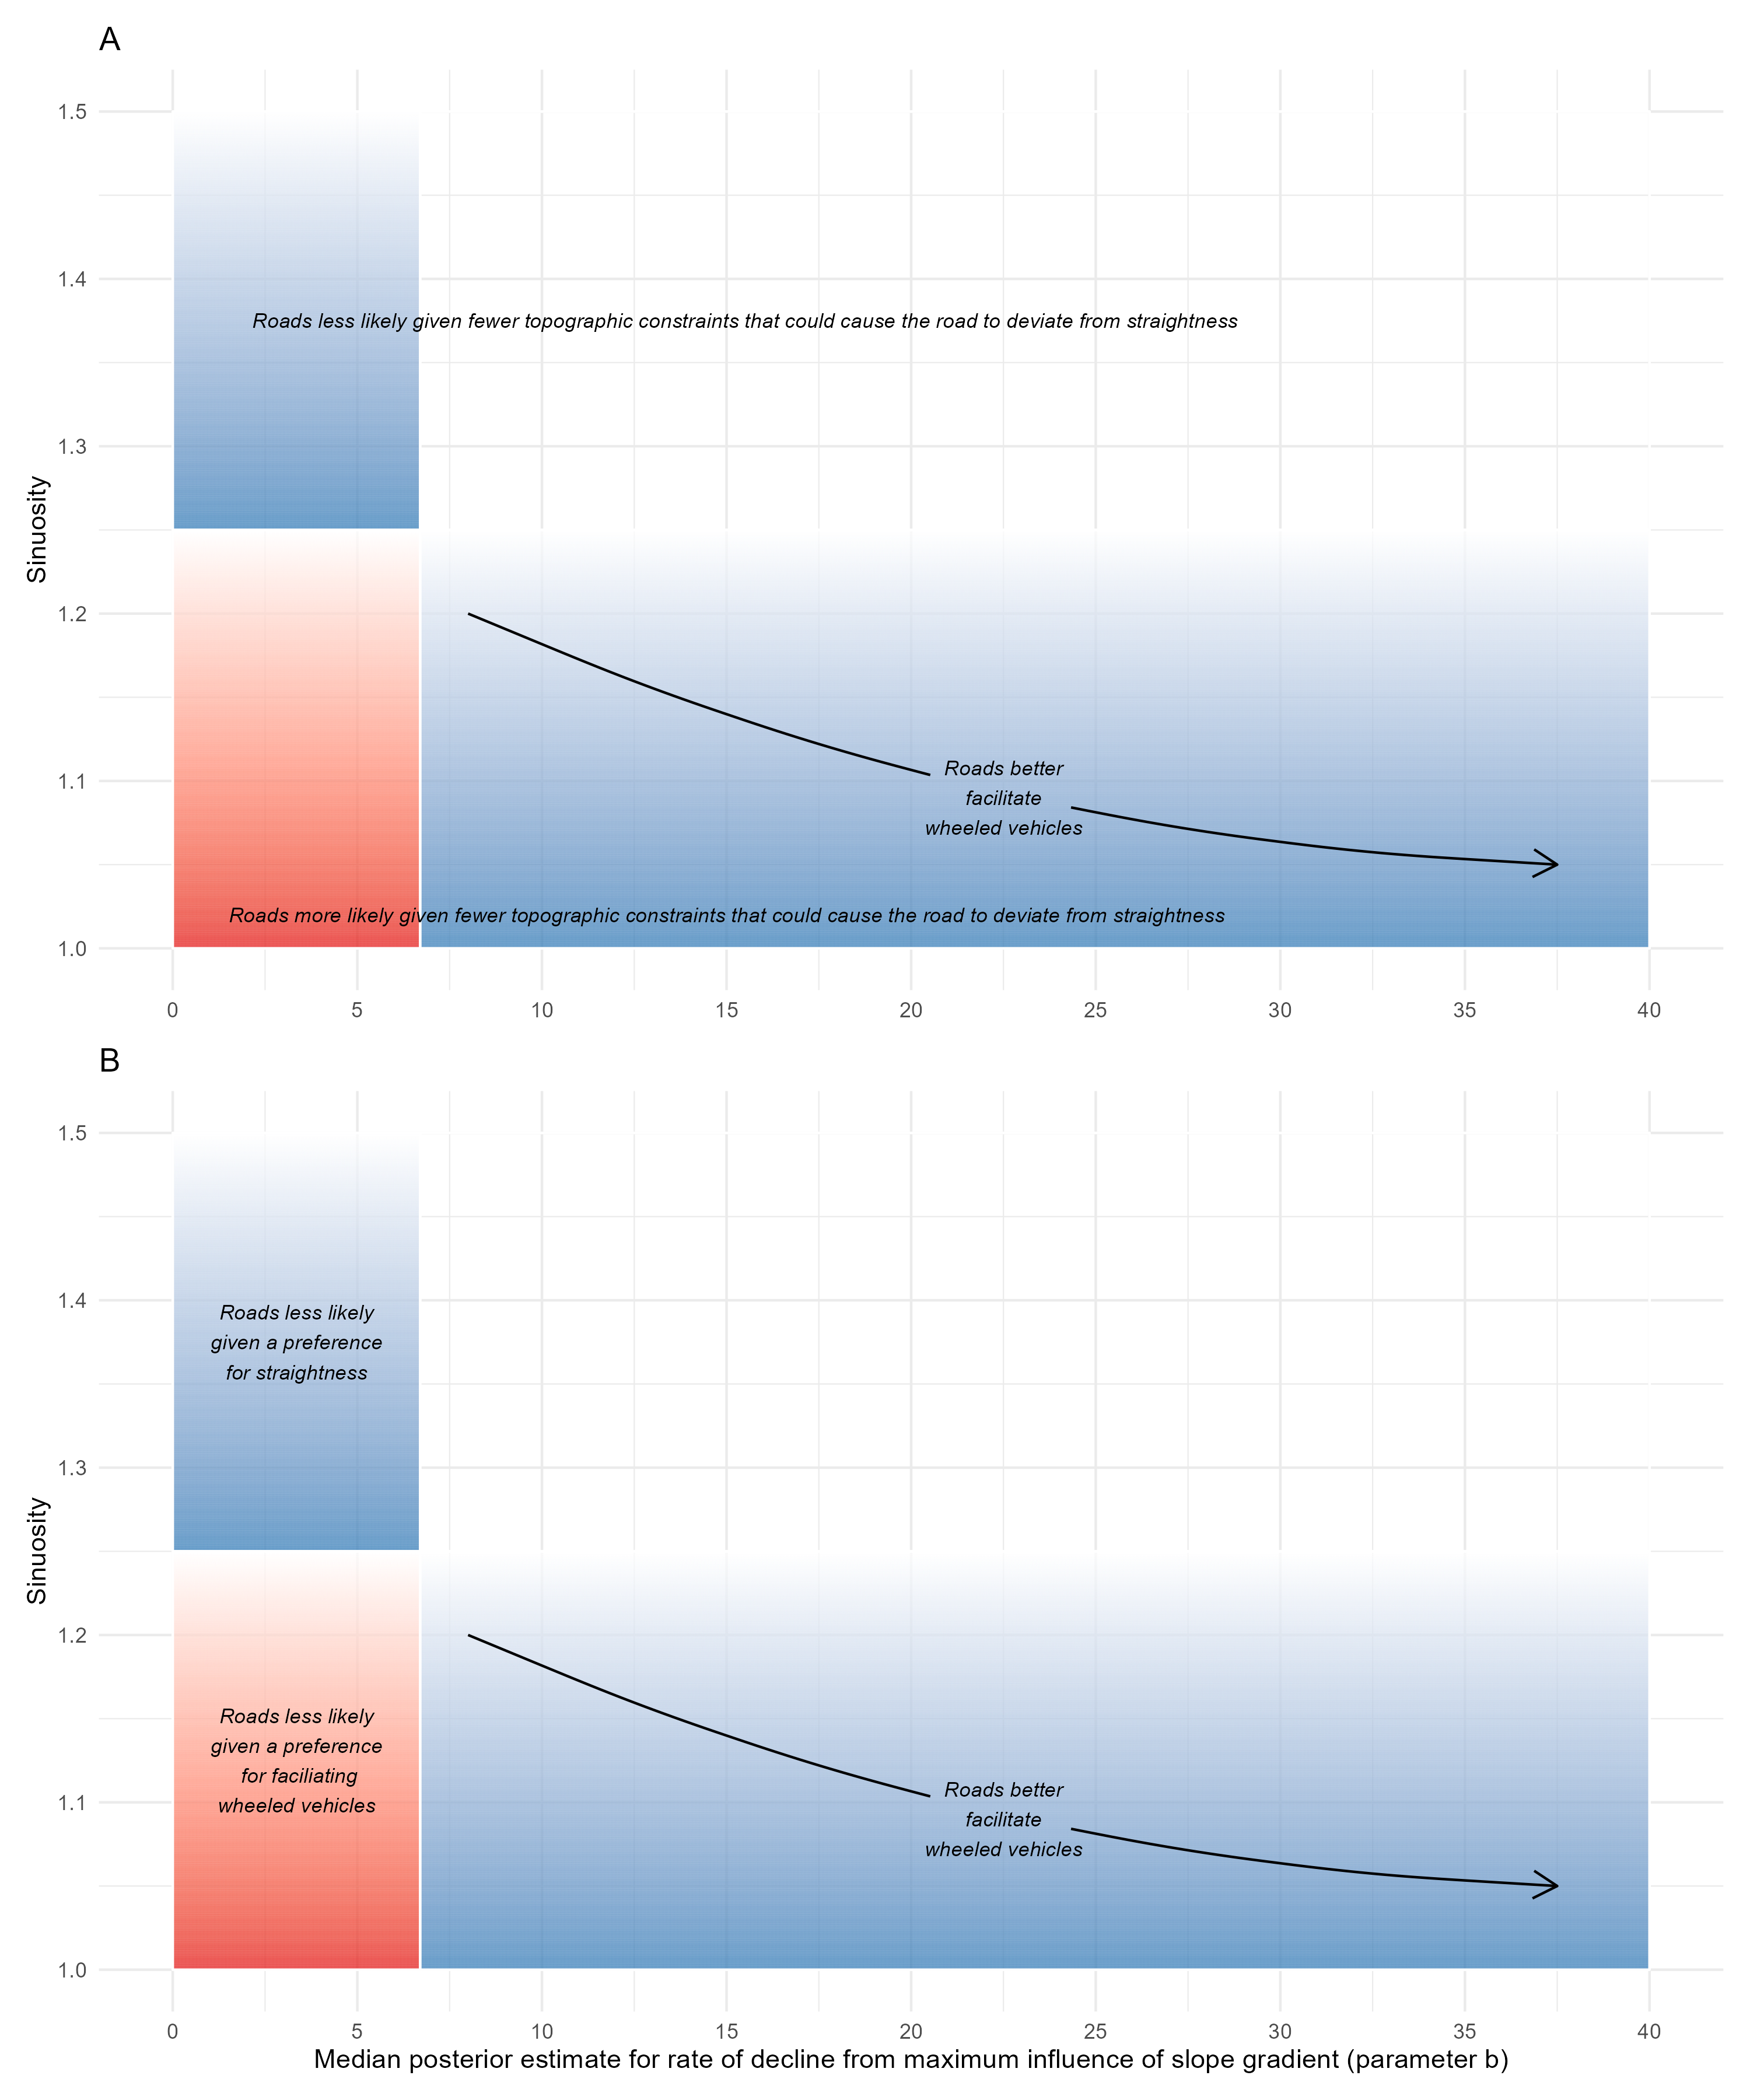 A
1.5
1.4
Roads less likely given fewer topographic constraints that could cause the road to deviate from straightness
1.3
Sinuosity
1.2
1.1
Roads better
facilitate
wheeled vehicles
Roads more likely given fewer topographic constraints that could cause the road to deviate from straightness
1.0
0 5 10 15 20 25 30 35 40
B
1.5
1.4
Roads less likely
given a preference
for straightness
1.3
Sinuosity
1.2
Roads less likely
given a preference
for faciliating
wheeled vehicles
1.1
Roads better
facilitate
wheeled vehicles
1.0
0 5 10 15 20 25 30 35 40
Median posterior estimate for rate of decline from maximum influence of slope gradient (parameter b)